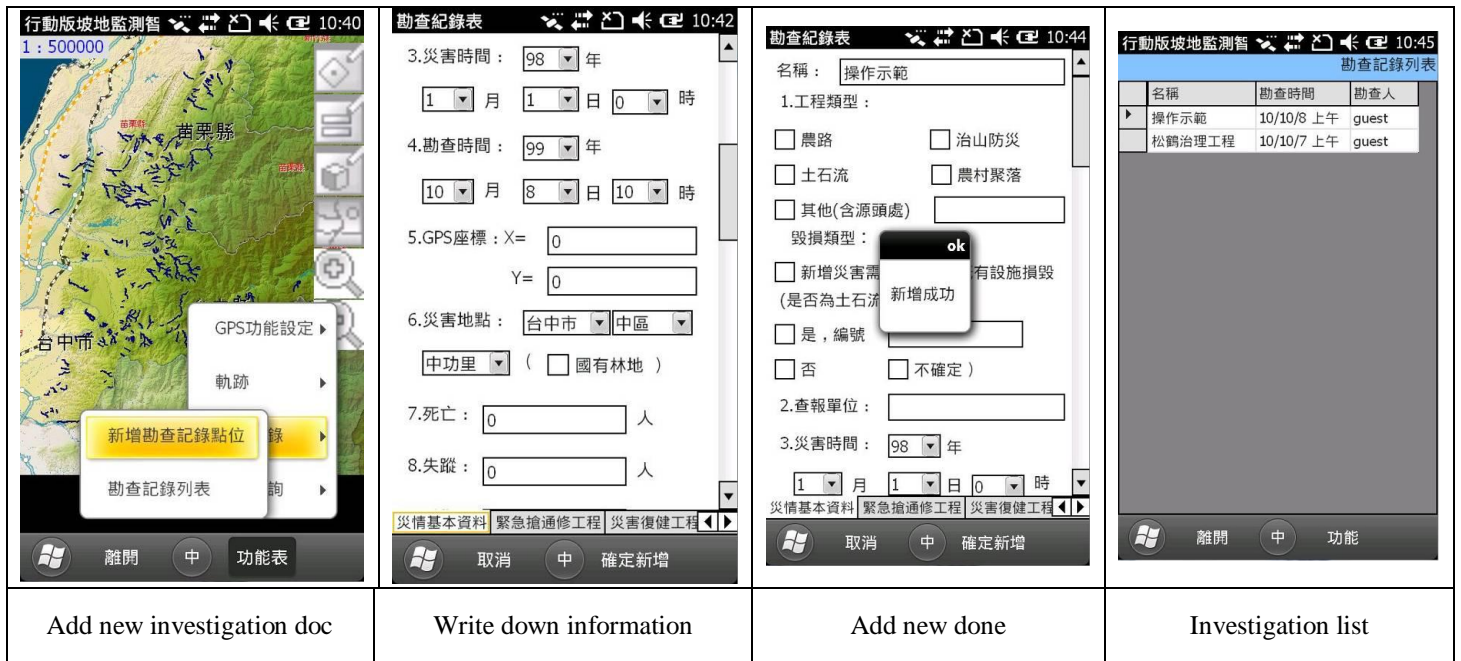 行動版坡地監測智 10:40
1 : 500000
苗栗縣
苗栗縣
台中市
GPS功能設定
軌跡
錄
詢
新增勘查記錄點位
勘查記錄列表
離開 中 功能表
勘查紀錄表 10:42
3.災害時間： 98 年
1 月 1 日 0 時
4.勘查時間： 99 年
10 月 8 日 10 時
5.GPS座標：X= 0
Y= 0
6.災害地點： 台中市 中區
中功里 ( 國有林地 )
7.死亡： 0 人
8.失蹤： 0 人
災情基本資料 緊急搶通修工程 災害復健工程
取消 中 確定新增
勘查紀錄表 10:44
名稱： 操作示範
1.工程類型：
農路 治山防災
土石流 農村聚落
其他(含源頭處)
毀損類型：
新增災害需 有設施損毀
(是否為土石流
是，編號
否 不確定 )
2.查報單位：
3.災害時間： 98 年
1 月 1 日 0 時
ok
新增成功
災情基本資料 緊急搶通修工程 災害復健工程
取消 中 確定新增
行動版坡地監測智 10:45
勘查記錄列表
名稱 勘查時間 勘查人
操作示範 10/10/8 上午 guest
松鶴治理工程 10/10/7 上午 guest
離開 中 功能
Add new investigation doc
Write down information
Add new done
Investigation list